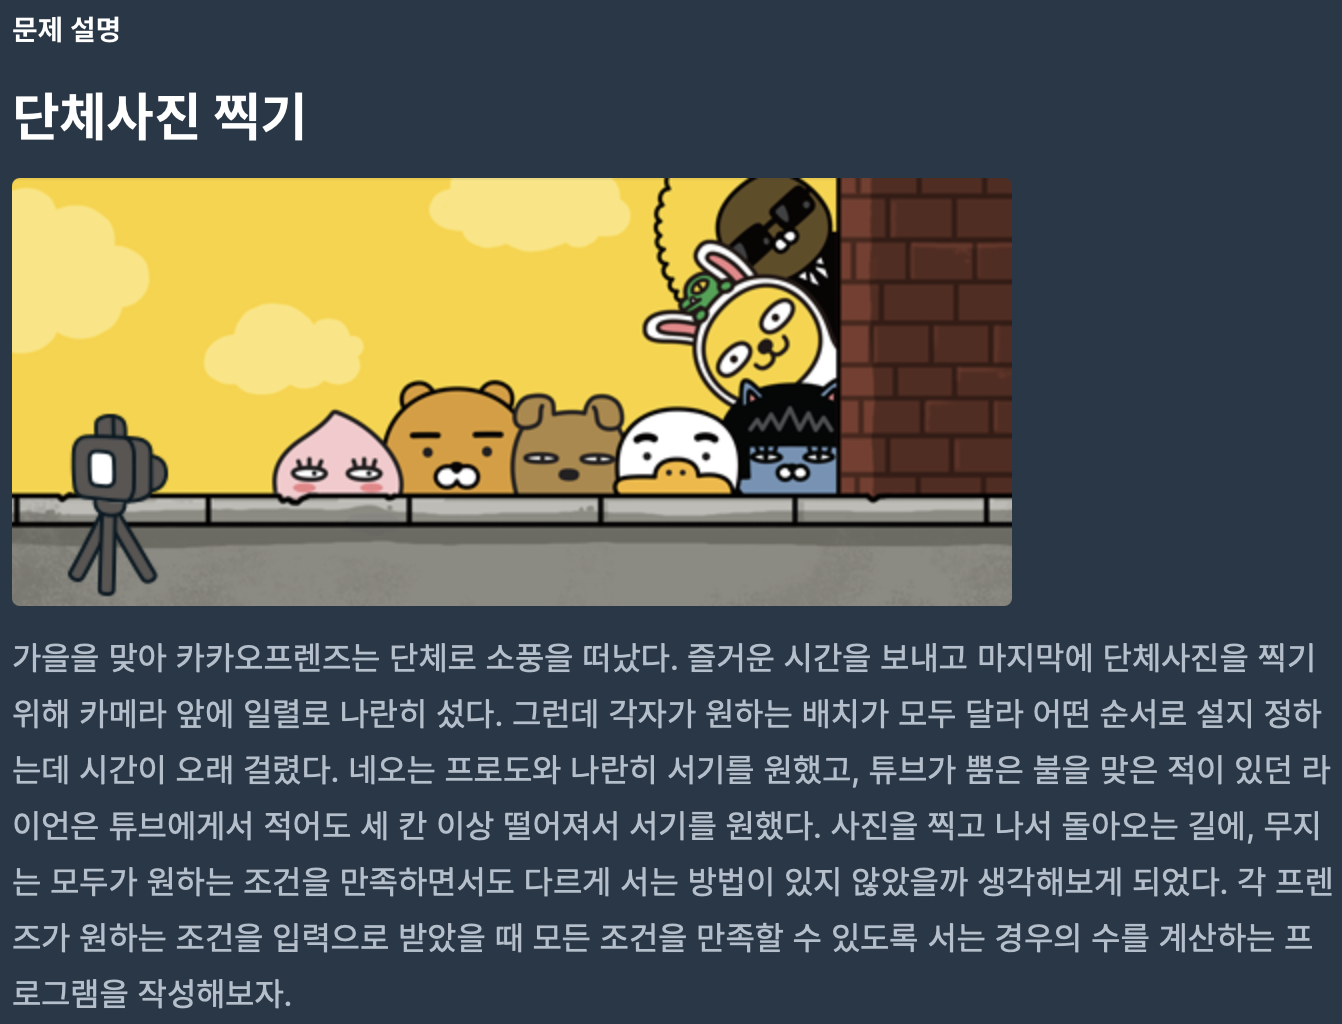 문제 설명
단체사진 찍기
가을을 맞아 카카오프렌즈는 단체로 소풍을 떠났다. 즐거운 시간을 보내고 마지막에 단체사진을 찍기
위해 카메라 앞에 일렬로 나란히 섰다. 그런데 각자가 원하는 배치가 모두 달라 어떤 순서로 설지 정하
는데 시간이 오래 걸렸다. 네오는 프로도와 나란히 서기를 원했고, 튜브가 뿜은 불을 맞은 적이 있던 라
이언은 튜브에게서 적어도 세 칸 이상 떨어져서 서기를 원했다. 사진을 찍고 나서 돌아오는 길에, 무지
는 모두가 원하는 조건을 만족하면서도 다르게 서는 방법이 있지 않았을까 생각해보게 되었다. 각 프렌
즈가 원하는 조건을 입력으로 받았을 때 모든 조건을 만족할 수 있도록 서는 경우의 수를 계산하는 프
로그램을 작성해보자.